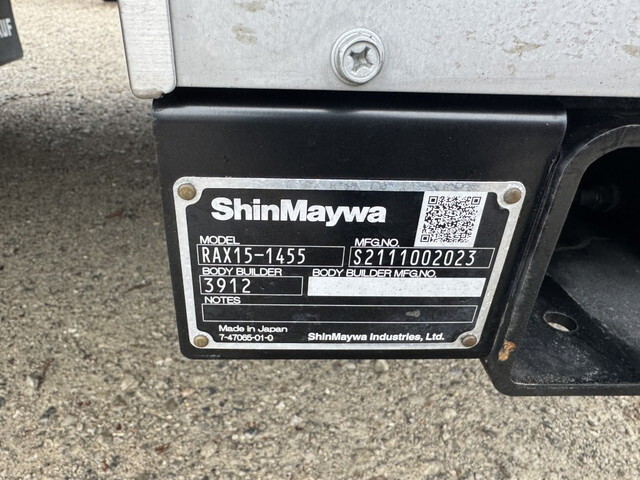 ShinMaywa
MODEL MFG.NO.
RAX15-1455 S2111002023
BODY BUILDER BODY BUILDER MFG.NO.
3912
NOTES
Made in Japan
7-47065-01-0 ShinMaywa Industries, Ltd.